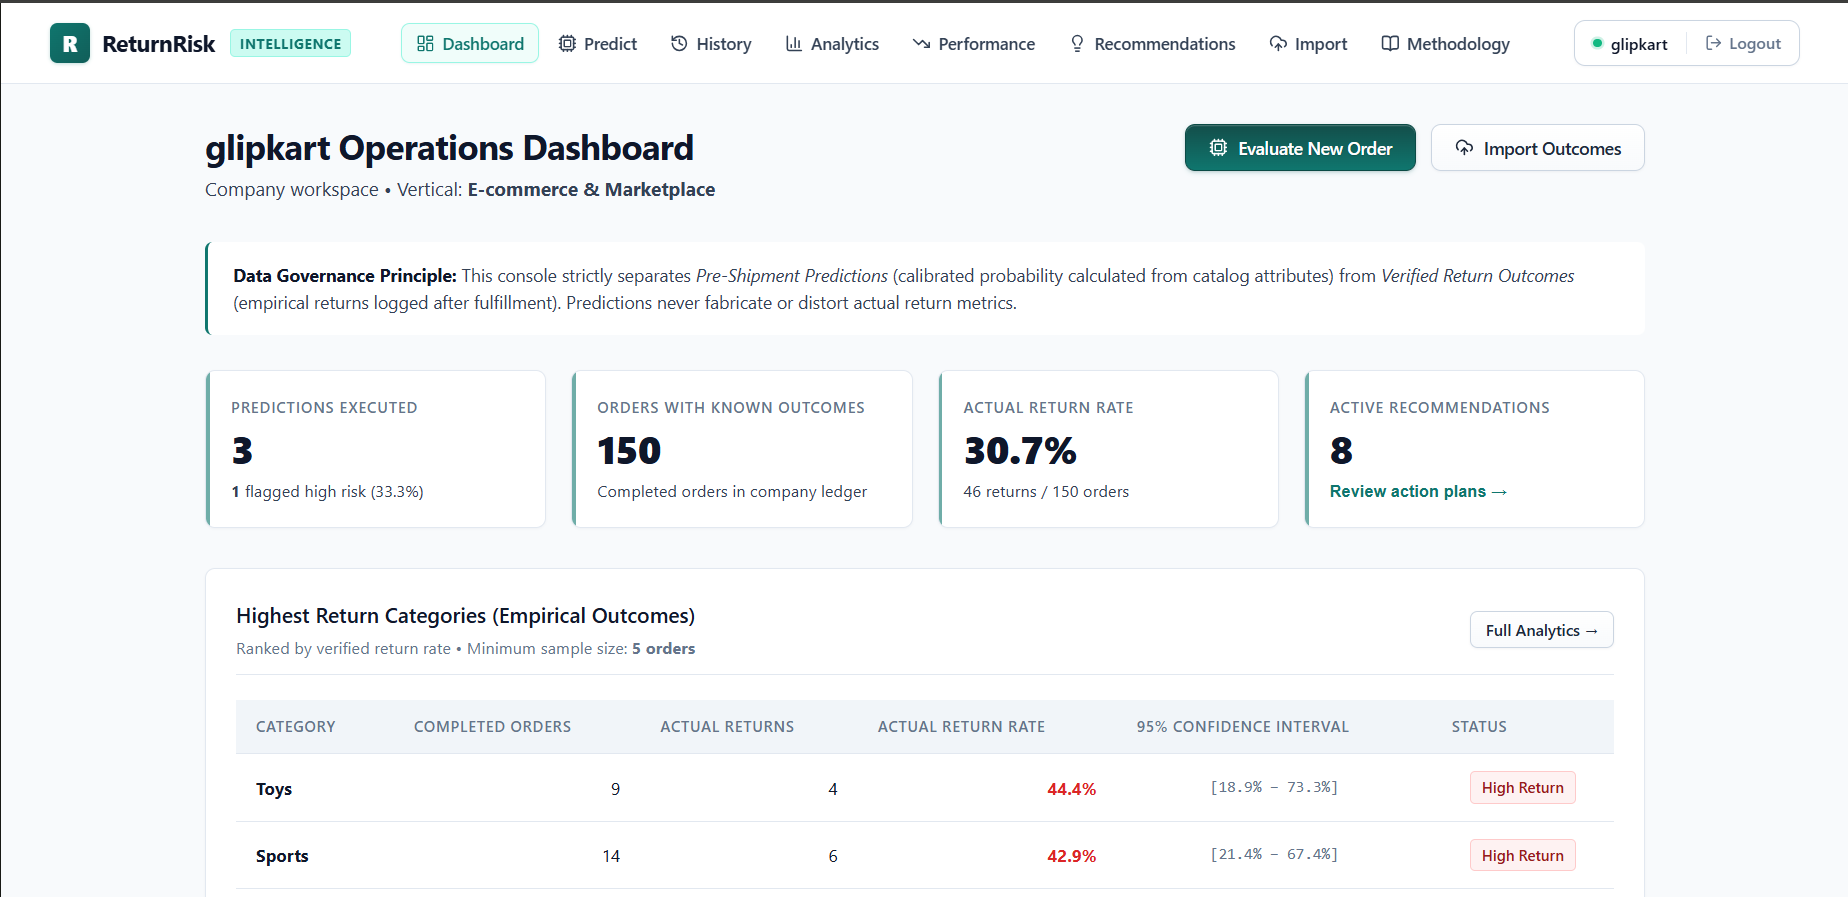 R ReturnRisk INTELLIGENCE Dashboard Predict History Analytics Performance Recommendations Import Methodology glipkart Logout
glipkart Operations Dashboard
Evaluate New Order Import Outcomes
Company workspace • Vertical: E-commerce & Marketplace
Data Governance Principle: This console strictly separates Pre-Shipment Predictions (calibrated probability calculated from catalog attributes) from Verified Return Outcomes
(empirical returns logged after fulfillment). Predictions never fabricate or distort actual return metrics.
PREDICTIONS EXECUTED
3
1 flagged high risk (33.3%)
ORDERS WITH KNOWN OUTCOMES
150
Completed orders in company ledger
ACTUAL RETURN RATE
30.7%
46 returns / 150 orders
ACTIVE RECOMMENDATIONS
8
Review action plans →
Highest Return Categories (Empirical Outcomes)
Ranked by verified return rate • Minimum sample size: 5 orders
Full Analytics →
CATEGORY COMPLETED ORDERS ACTUAL RETURNS ACTUAL RETURN RATE 95% CONFIDENCE INTERVAL STATUS
Toys 9 4 44.4% [18.9% – 73.3%] High Return
Sports 14 6 42.9% [21.4% – 67.4%] High Return